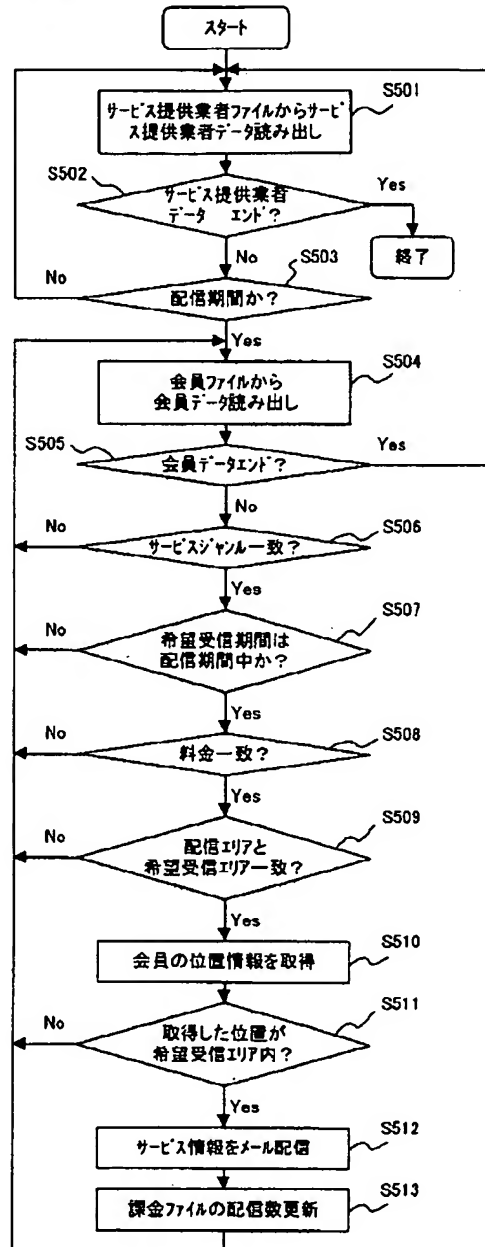 スタート
S501
サービス提供業者ファイルからサービ
ス提供業者データ読み出し
S502
サービス提供業者
データ エンド？
Yes
終了
No
S503
No
配信期間か？
Yes
S504
会員ファイルから
会員データ読み出し
S505
会員データエンド？
Yes
No
S506
No
サービスジャンル一致？
Yes
S507
No
希望受信期間は
配信期間中か？
Yes
S508
No
料金一致？
Yes
S509
No
配信エリアと
希望受信エリア一致？
Yes
S510
会員の位置情報を取得
S511
No
取得した位置が
希望受信エリア内？
Yes
S512
サービス情報をメール配信
S513
課金ファイルの配信数更新